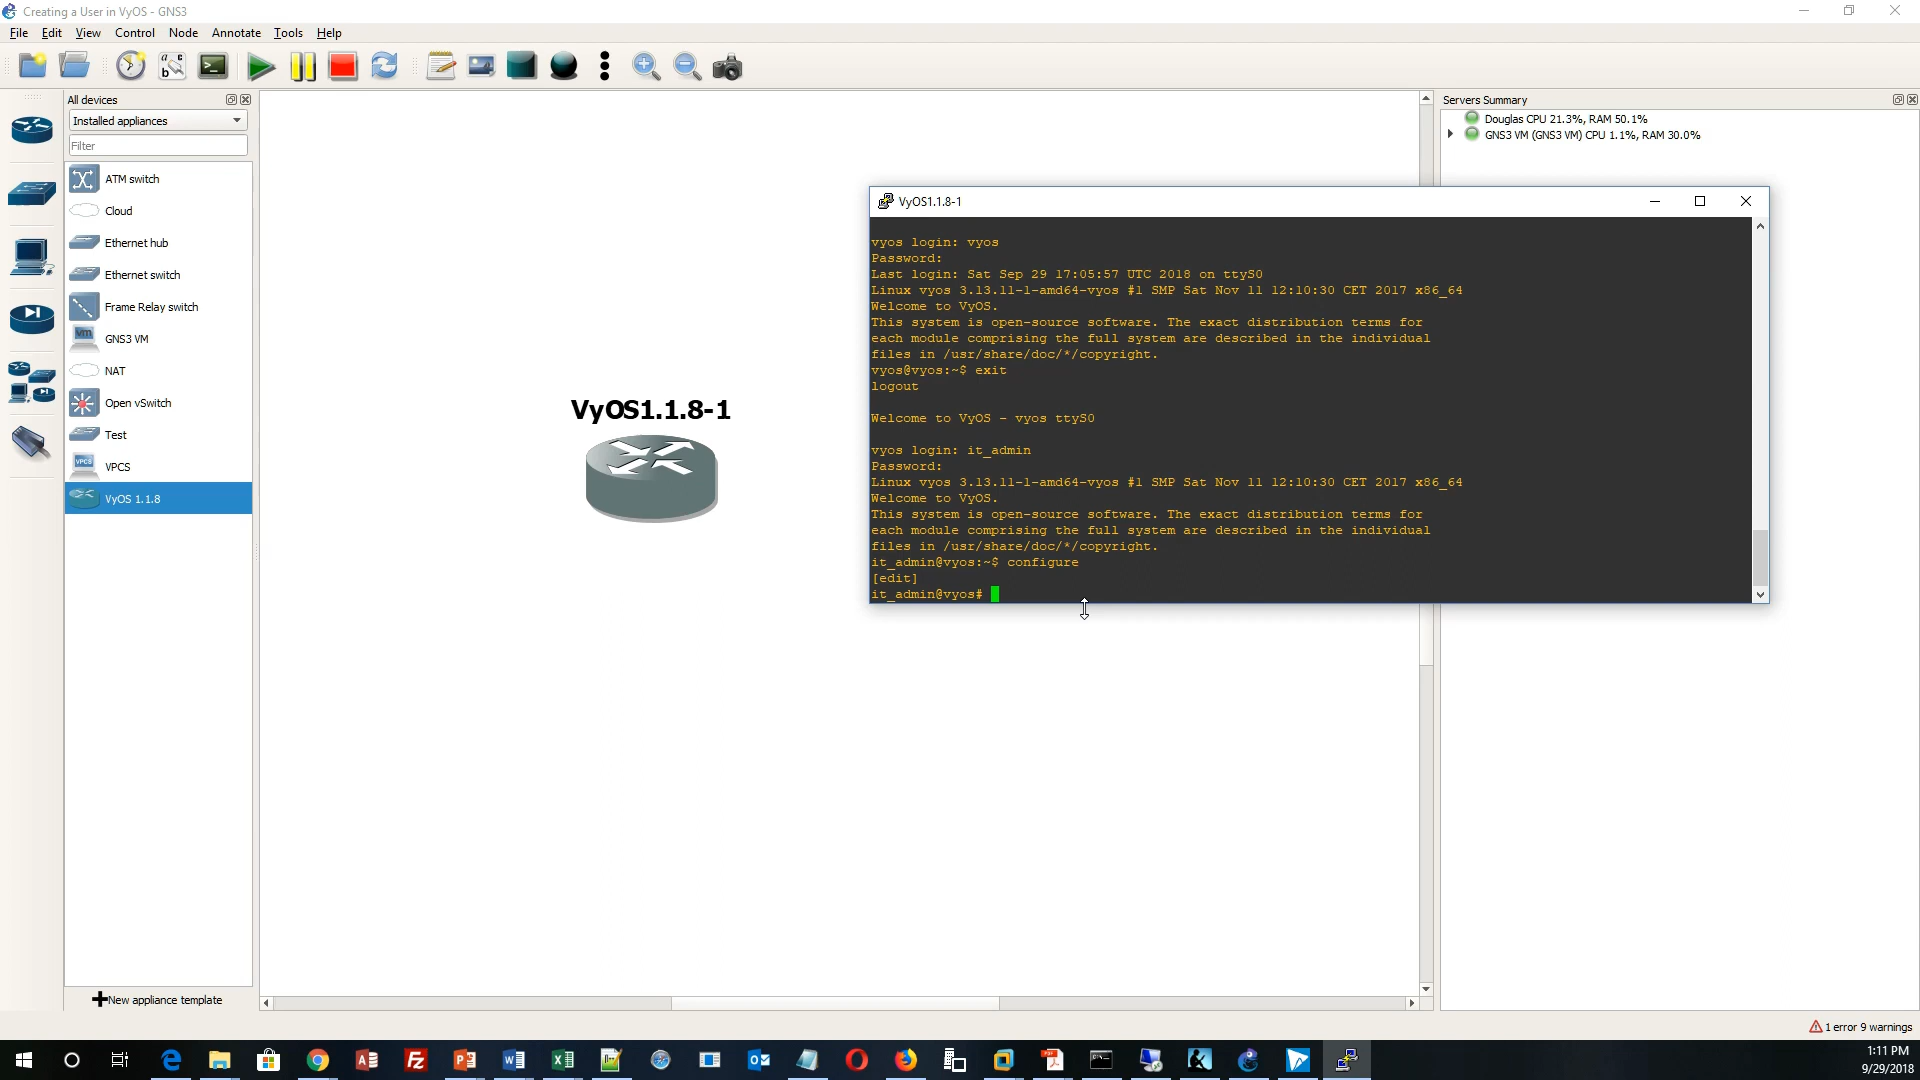 Creating a User in VyOS - GNS3
File Edit View Control Node Annotate Tools Help
All devices
Installed appliances
Filter
ATM switch
Cloud
Ethernet hub
Ethernet switch
Frame Relay switch
GNS3 VM
NAT
Open vSwitch
Test
VPCS
VyOS 1.1.8
New appliance template
VyOS1.1.8-1
VyOS1.1.8-1
vyos login: vyos
Password:
Last login: Sat Sep 29 17:05:57 UTC 2018 on ttyS0
Linux vyos 3.13.11-1-amd64-vyos #1 SMP Sat Nov 11 12:10:30 CET 2017 x86_64
Welcome to VyOS.
This system is open-source software. The exact distribution terms for
each module comprising the full system are described in the individual
files in /usr/share/doc/*/copyright.
vyos@vyos:~$ exit
logout
Welcome to VyOS - vyos ttyS0
vyos login: it_admin
Password:
Linux vyos 3.13.11-1-amd64-vyos #1 SMP Sat Nov 11 12:10:30 CET 2017 x86_64
Welcome to VyOS.
This system is open-source software. The exact distribution terms for
each module comprising the full system are described in the individual
files in /usr/share/doc/*/copyright.
it_admin@vyos:~$ configure
[edit]
it_admin@vyos#
Servers Summary
Douglas CPU 21.3%, RAM 50.1%
GNS3 VM (GNS3 VM) CPU 1.1%, RAM 30.0%
1 error 9 warnings
1:11 PM
9/29/2018